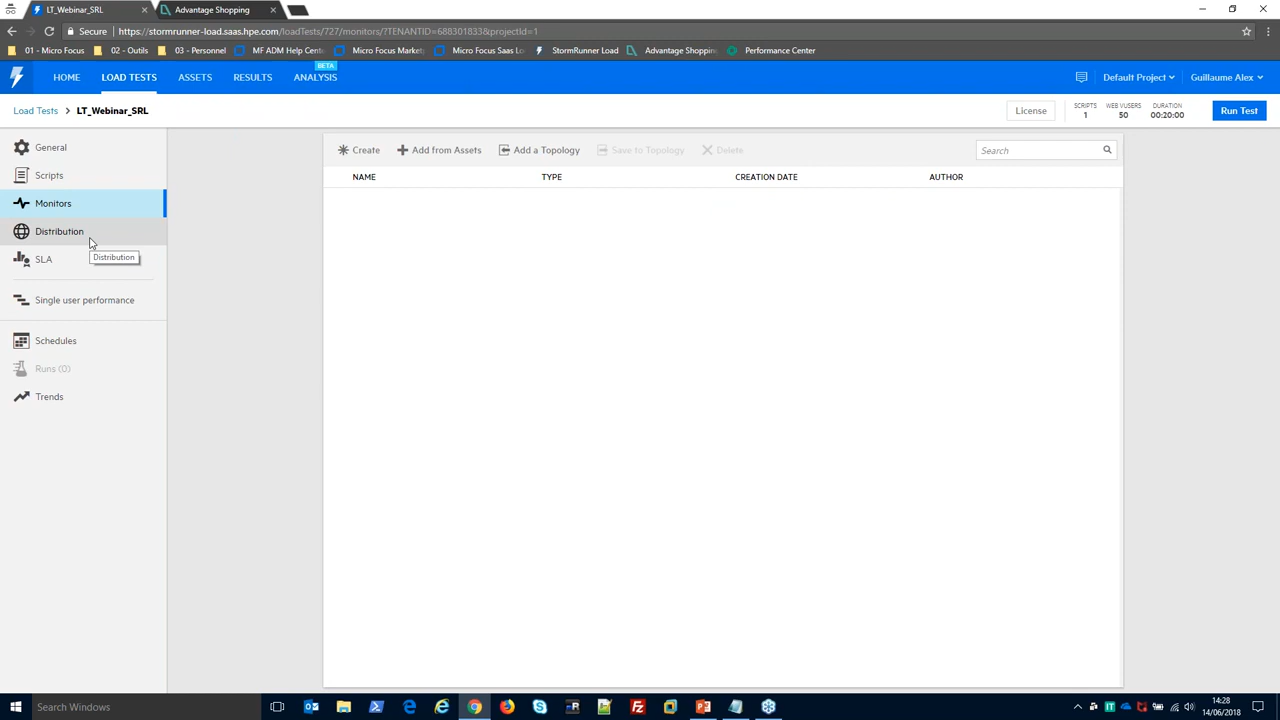 LT_Webinar_SRL
Advantage Shopping
Secure
https://stormrunner-load.saas.hpe.com/loadTests/727/monitors/?TENANTID=688301833&projectId=1
01 - Micro Focus
02 - Outils
03 - Personnel
MF ADM Help Cent
Micro Focus Market
Micro Focus Saas Lo
StormRunner Load
Advantage Shoppin
Performance Center
HOME
LOAD TESTS
ASSETS
RESULTS
BETA
ANALYSIS
Default Project
Guillaume Alex
Load Tests > LT_Webinar_SRL
License
SCRIPTS
1
WEB VUSERS
50
DURATION
00:20:00
Run Test
General
Scripts
Monitors
Distribution
Distribution
SLA
Single user performance
Schedules
Runs (0)
Trends
Create
Add from Assets
Add a Topology
Save to Topology
Delete
Search
NAME
TYPE
CREATION DATE
AUTHOR
Search Windows
14:28
14/06/2018